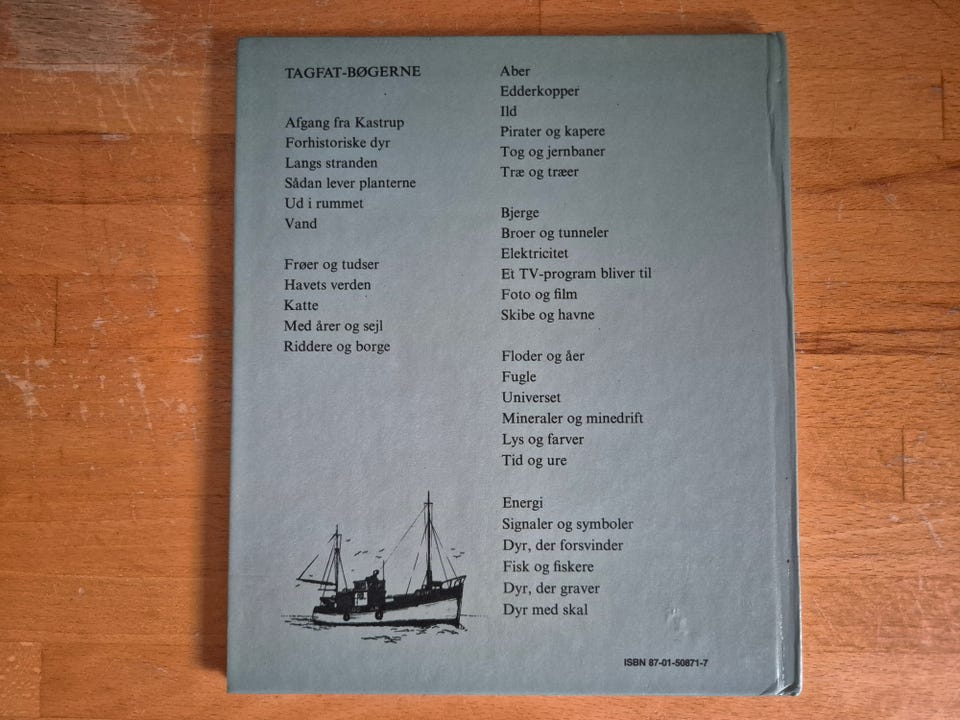 TAGFAT-BØGERNE
Afgang fra Kastrup
Forhistoriske dyr
Langs stranden
Sådan lever planterne
Ud i rummet
Vand
Frøer og tudser
Havets verden
Katte
Med årer og sejl
Riddere og borge
Aber
Edderkopper
Ild
Pirater og kapere
Tog og jernbaner
Træ og træer
Bjerge
Broer og tunneler
Elektricitet
Et TV-program bliver til
Foto og film
Skibe og havne
Floder og åer
Fugle
Universet
Mineraler og minedrift
Lys og farver
Tid og ure
Energi
Signaler og symboler
Dyr, der forsvinder
Fisk og fiskere
Dyr, der graver
Dyr med skal
ISBN 87-01-50871-7